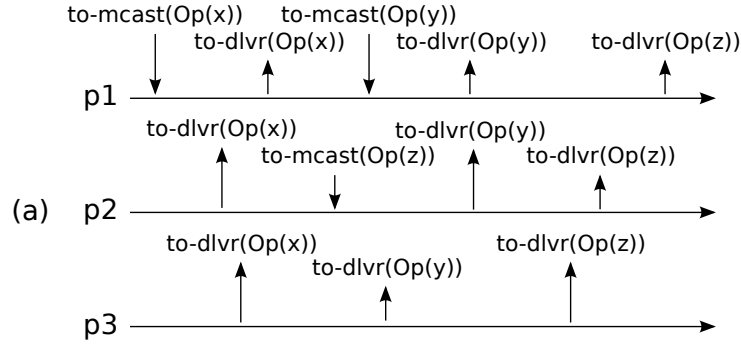 to-mcast(Op(x)) to-mcast(Op(y))
to-dlvr(Op(x)) to-dlvr(Op(y)) to-dlvr(Op(z))
p1
to-dlvr(Op(x)) to-dlvr(Op(y))
to-mcast(Op(z)) to-dlvr(Op(z))
(a) p2
to-dlvr(Op(x)) to-dlvr(Op(z))
to-dlvr(Op(y))
p3